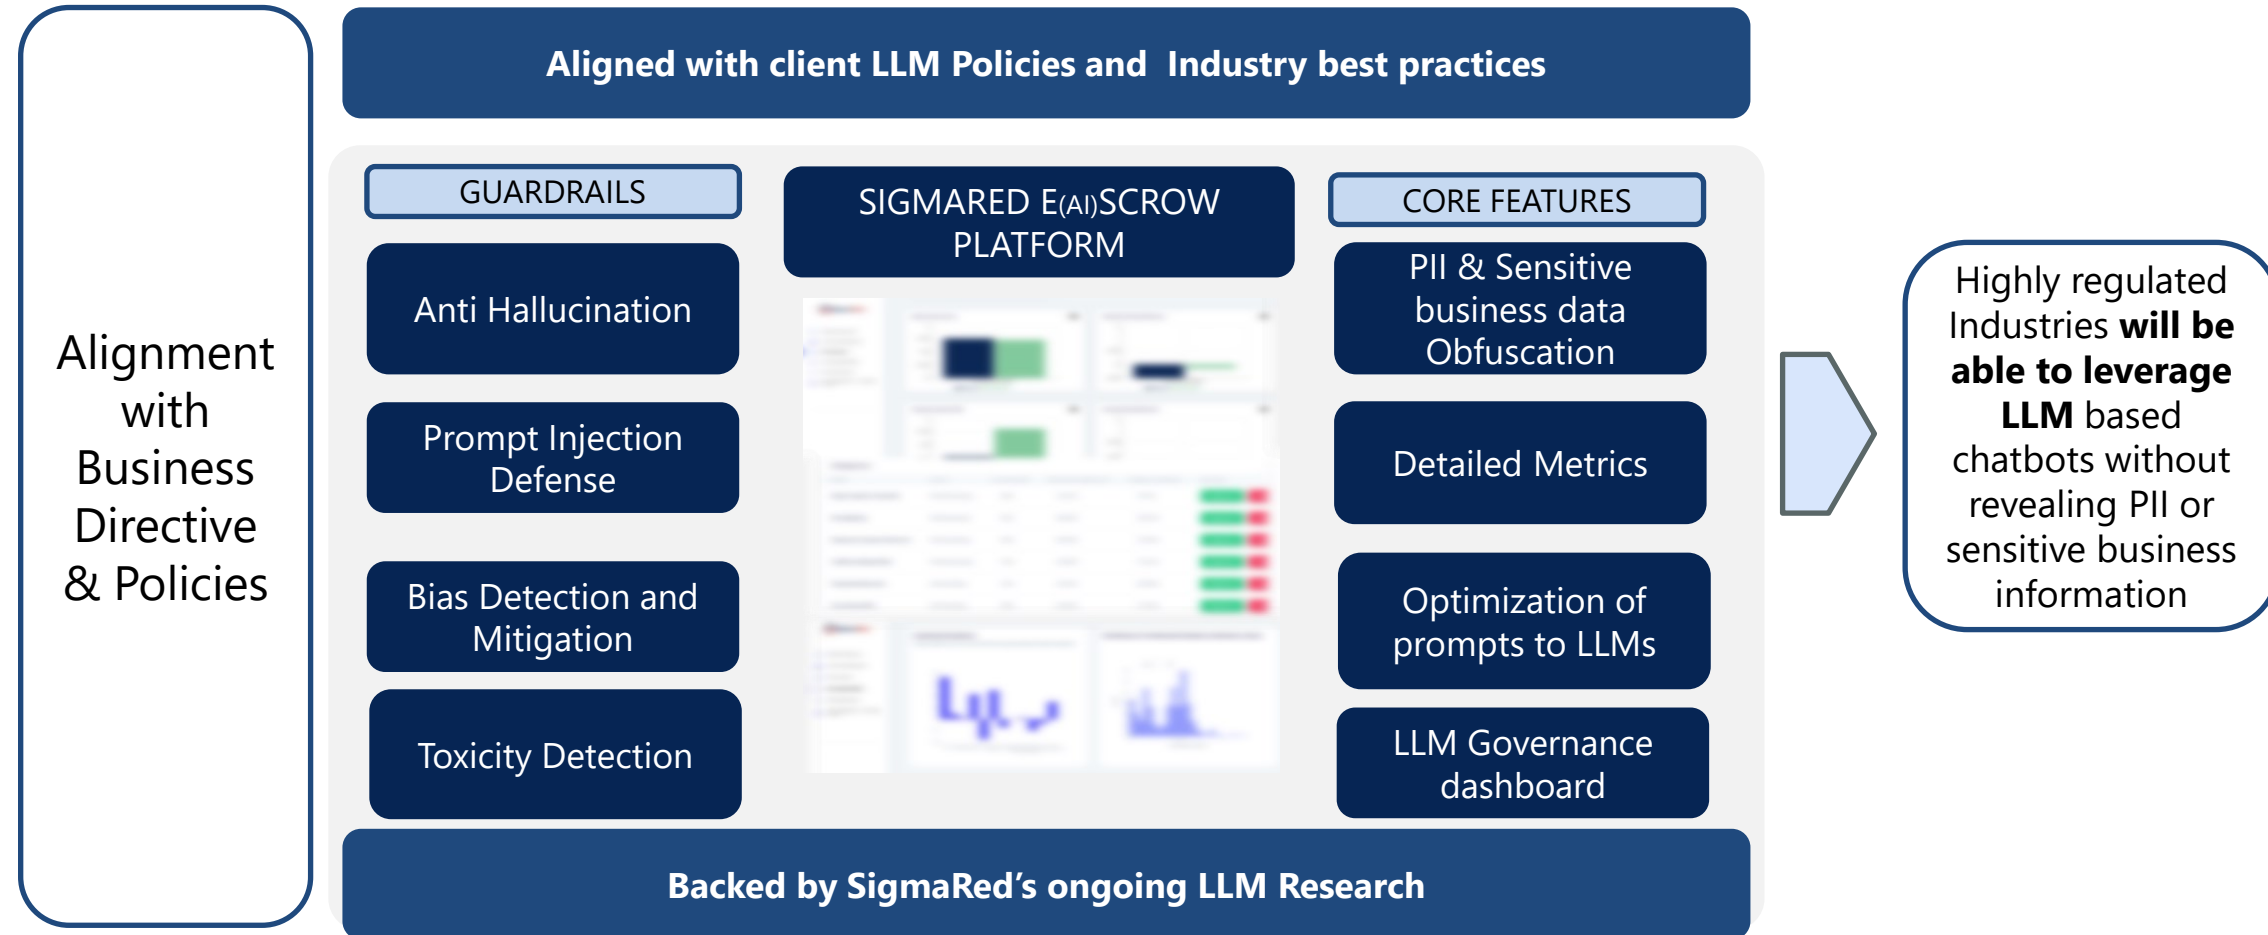 Alignment
with
Business
Directive
& Policies
Aligned with client LLM Policies and  Industry best practices
GUARDRAILS
Anti Hallucination
Prompt Injection
Defense
Bias Detection and
Mitigation
Toxicity Detection
SIGMARED E(AI)SCROW
PLATFORM
CORE FEATURES
PII & Sensitive
business data
Obfuscation
Detailed Metrics
Optimization of
prompts to LLMs
LLM Governance
dashboard
Backed by SigmaRed’s ongoing LLM Research
Highly regulated
Industries will be
able to leverage
LLM based
chatbots without
revealing PII or
sensitive business
information